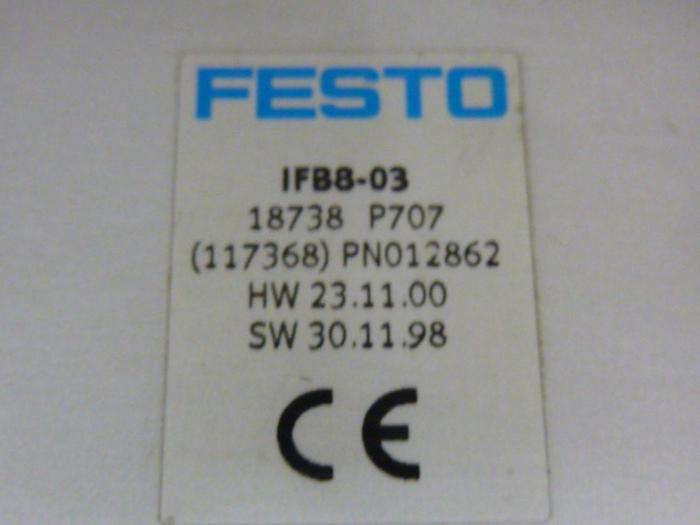 FESTO
IFB8-03
18738 P707
(117368) PN012862
HW 23.11.00
SW 30.11.98
CE